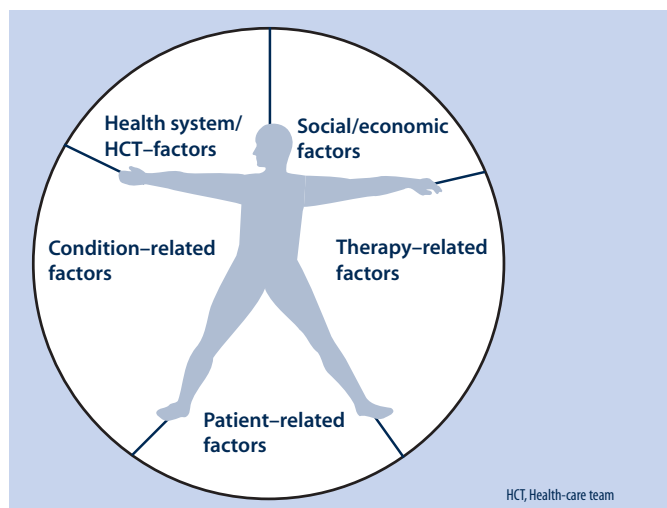 Health system/
HCT–factors
Social/economic
factors
Condition–related
factors
Therapy–related
factors
Patient–related
factors
HCT, Health-care team